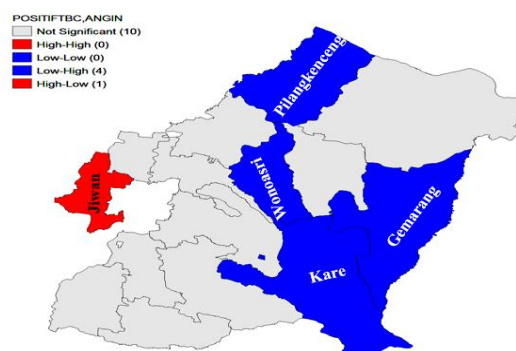 POSITIFTBC,ANGIN
Not Significant (10)
High-High (0)
Low-Low (0)
Low-High (4)
High-Low (1)
Pilangkenceng
Jiwan
Wonoasri
Gemarang
Kare